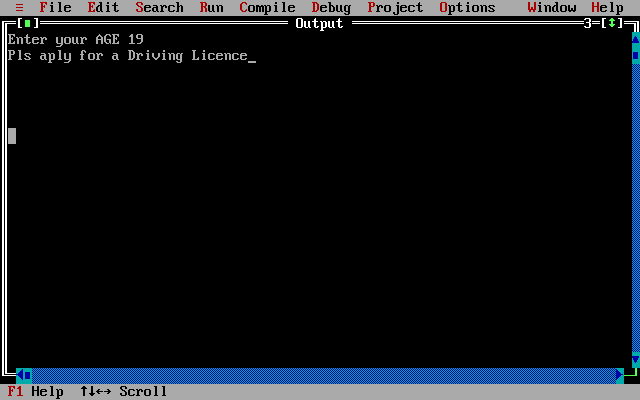 ≡ File Edit Search Run Compile Debug Project Options Window Help
Output 3
Enter your AGE 19
Pls aply for a Driving Licence_
F1 Help ↑↓←→ Scroll